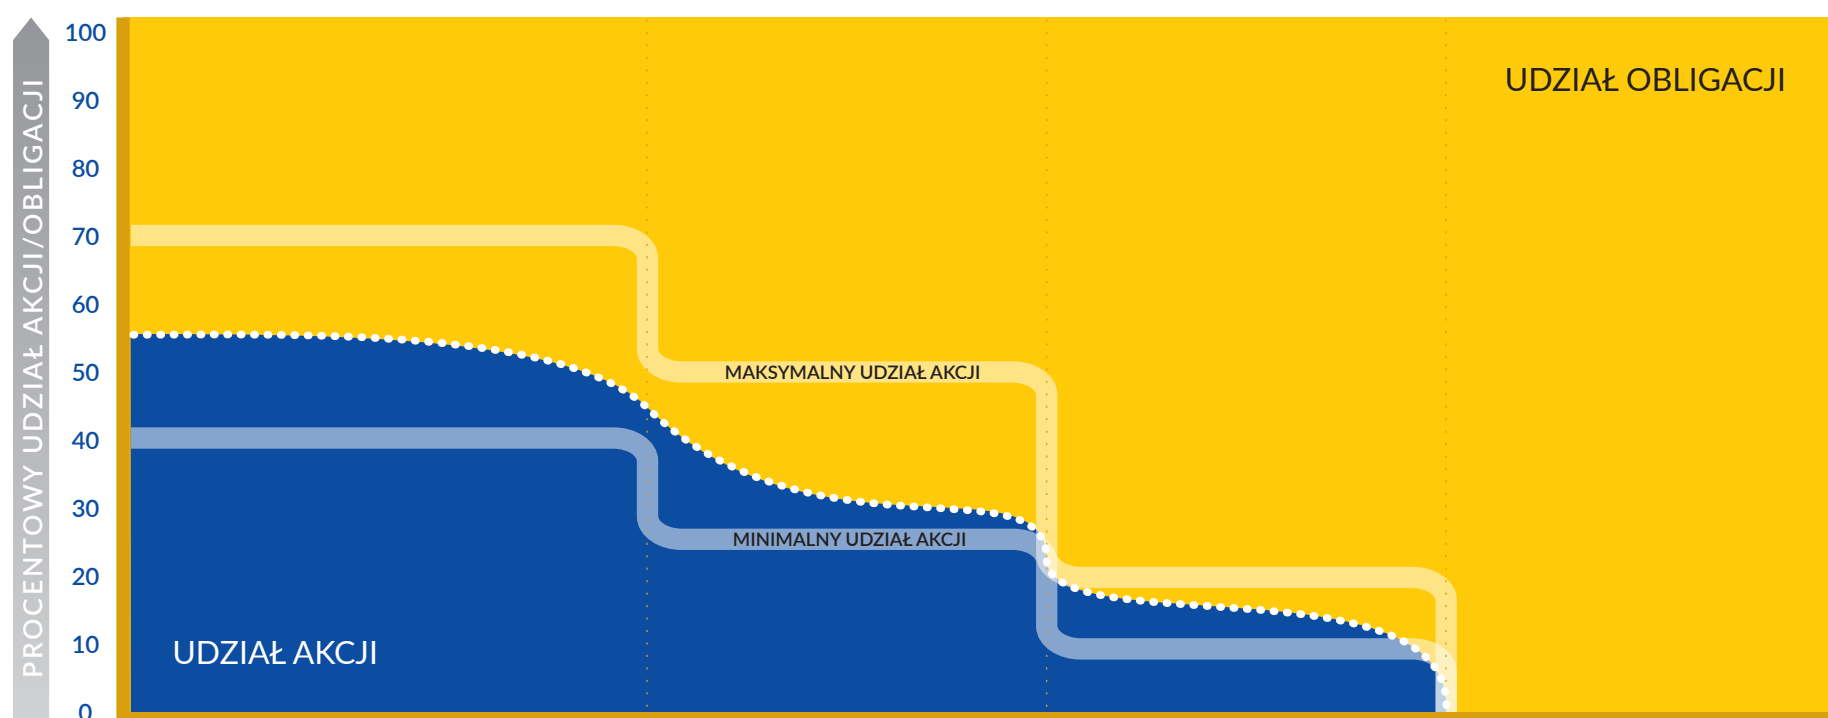 PROCENTOWY UDZIAŁ AKCJI/OBLIGACJI
100
90
80
70
60
50
40
30
20
10
0
UDZIAŁ OBLIGACJI
MAKSYMALNY UDZIAŁ AKCJI
MINIMALNY UDZIAŁ AKCJI
UDZIAŁ AKCJI